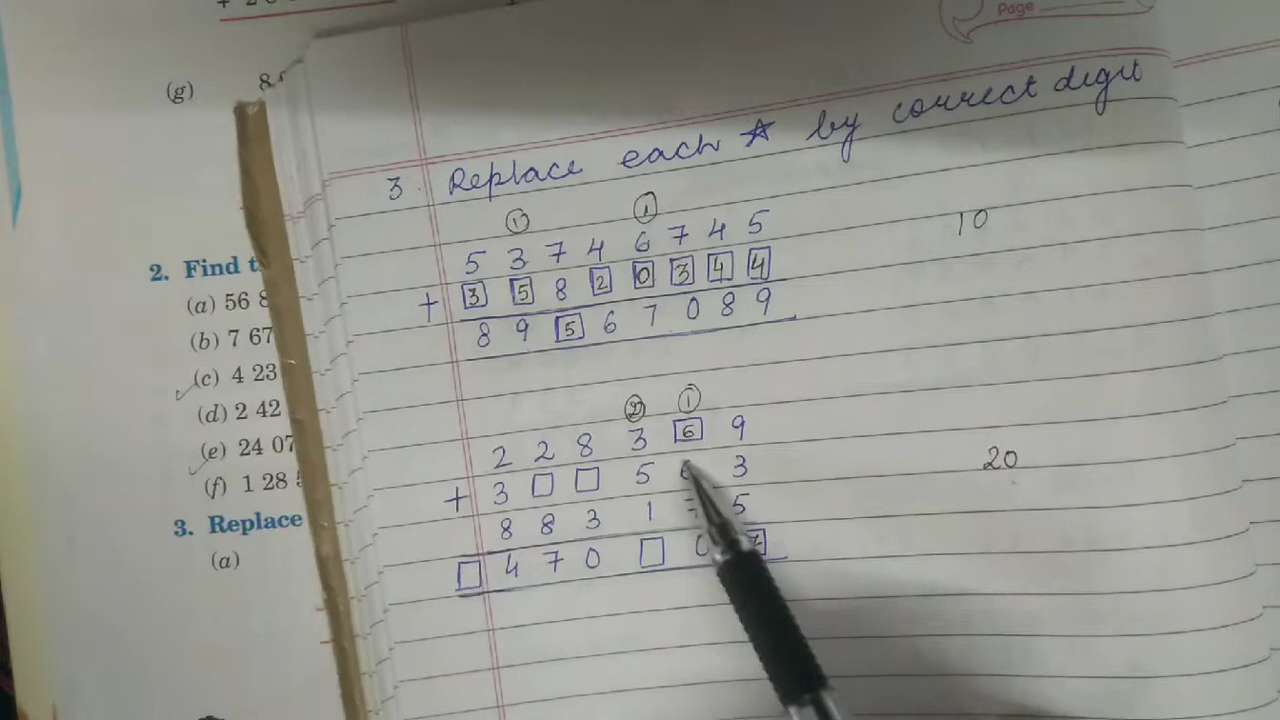 Page
(g) 8
3. Replace each ☆ by correct digit
① ①
5 3 7 4 6 7 4 5 10
+ 3 5 8 2 0 3 4 4
8 9 5 6 7 0 8 9
2. Find t
(a) 56 8
(b) 7 67
(c) 4 23
(d) 2 42
(e) 24 07
(f) 1 28
3. Replace
(a)
② ①
2 2 8 3 6 9
+ 3 □ □ 5 3 20
8 8 3 1 5
□ 4 7 0 □ 0 7